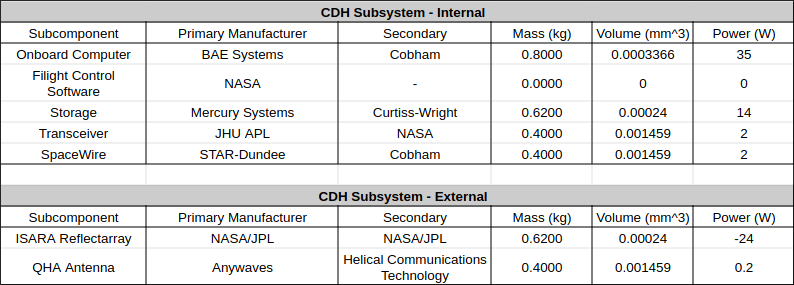 CDH Subsystem - Internal
Subcomponent Primary Manufacturer Secondary Mass (kg) Volume (mm^3) Power (W)
Onboard Computer BAE Systems Cobham 0.8000 0.0003366 35
Filight Control
Software NASA - 0.0000 0 0
Storage Mercury Systems Curtiss-Wright 0.6200 0.00024 14
Transceiver JHU APL NASA 0.4000 0.001459 2
SpaceWire STAR-Dundee Cobham 0.4000 0.001459 2
CDH Subsystem - External
Subcomponent Primary Manufacturer Secondary Mass (kg) Volume (mm^3) Power (W)
ISARA Reflectarray NASA/JPL NASA/JPL 0.6200 0.00024 -24
QHA Antenna Anywaves Helical Communications
Technology 0.4000 0.001459 0.2